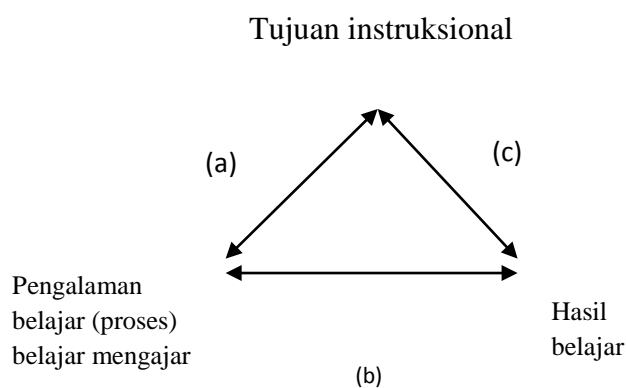 Tujuan instruksional
(a)
(c)
Pengalaman
belajar (proses)
belajar mengajar
Hasil
belajar
(b)